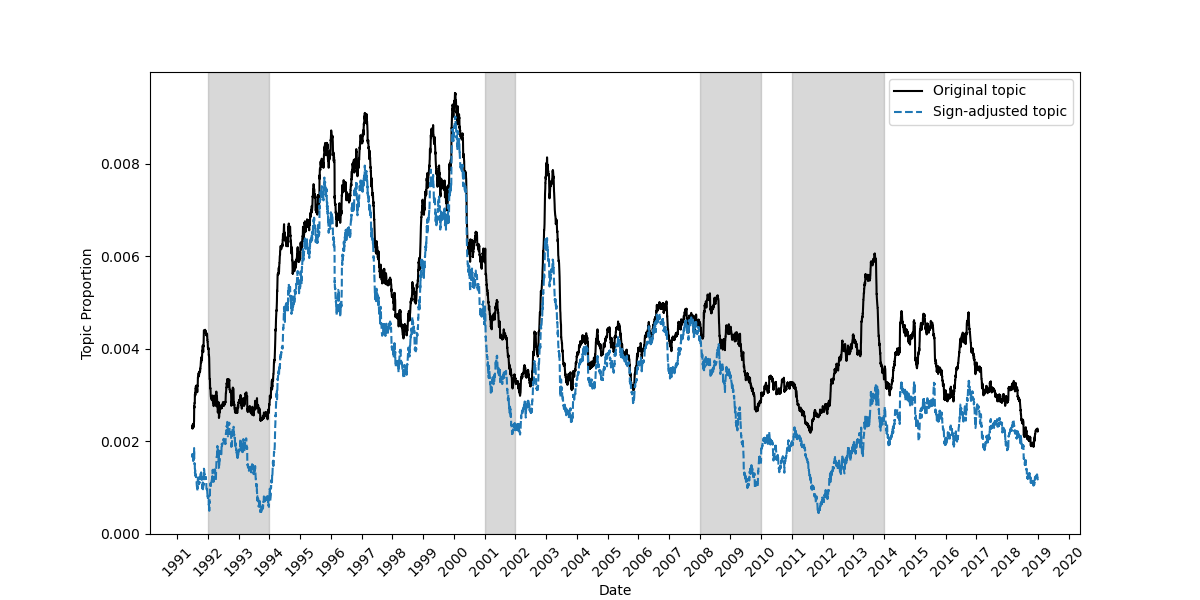 Original topic
Sign-adjusted topic
0.008
0.006
0.004
0.002
0.000
Topic Proportion
1991 1992 1993 1994 1995 1996 1997 1998 1999 2000 2001 2002 2003 2004 2005 2006 2007 2008 2009 2010 2011 2012 2013 2014 2015 2016 2017 2018 2019 2020
Date